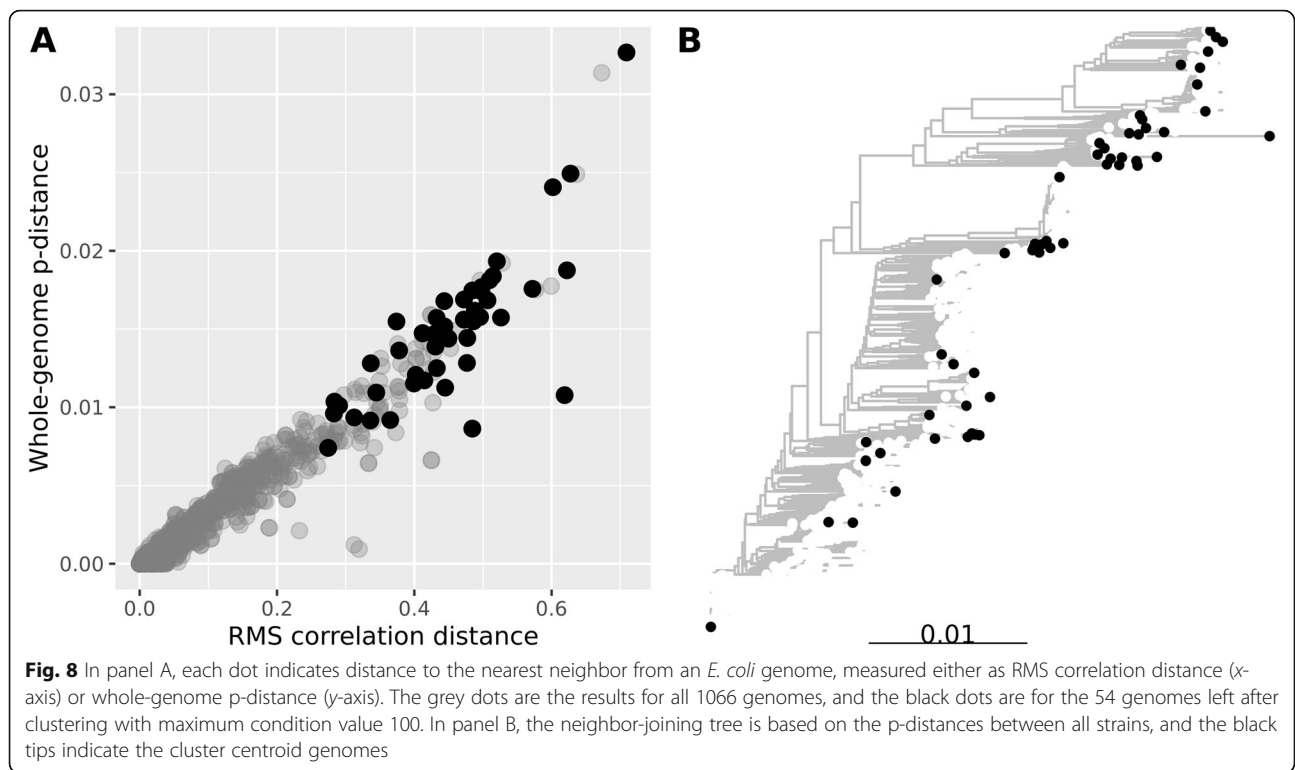 A
B
0.03
0.02
0.01
0.00
Whole-genome p-distance
0.0 0.2 0.4 0.6
RMS correlation distance
0.01
Fig. 8 In panel A, each dot indicates distance to the nearest neighbor from an E. coli genome, measured either as RMS correlation distance (x-
axis) or whole-genome p-distance (y-axis). The grey dots are the results for all 1066 genomes, and the black dots are for the 54 genomes left after
clustering with maximum condition value 100. In panel B, the neighbor-joining tree is based on the p-distances between all strains, and the black
tips indicate the cluster centroid genomes